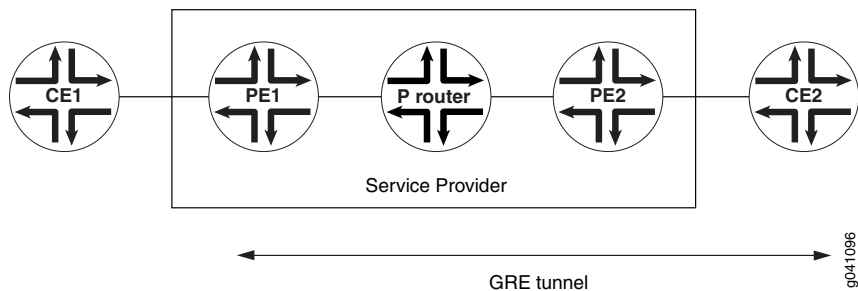 CE1
PE1
P router
PE2
CE2
Service Provider
GRE tunnel
g041096